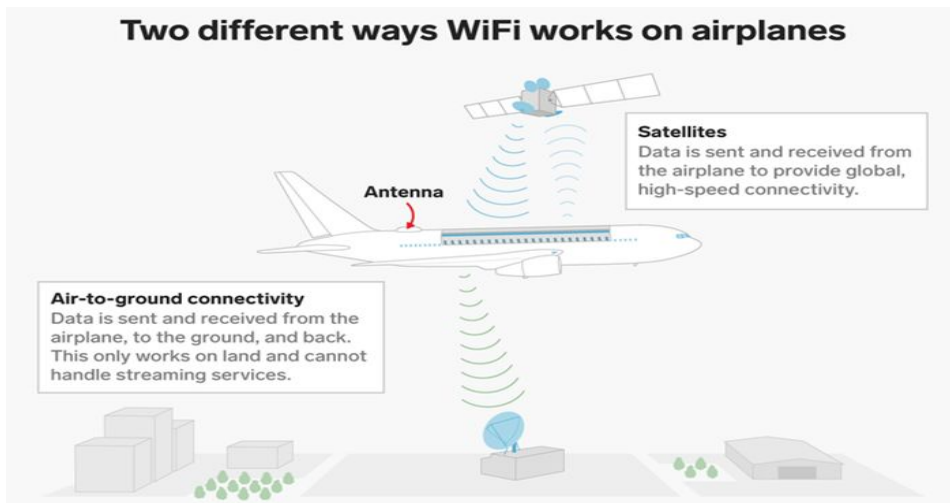 Two different ways WiFi works on airplanes
Satellites
Data is sent and received from
the airplane to provide global,
high-speed connectivity.
Antenna
Air-to-ground connectivity
Data is sent and received from the
airplane, to the ground, and back.
This only works on land and cannot
handle streaming services.